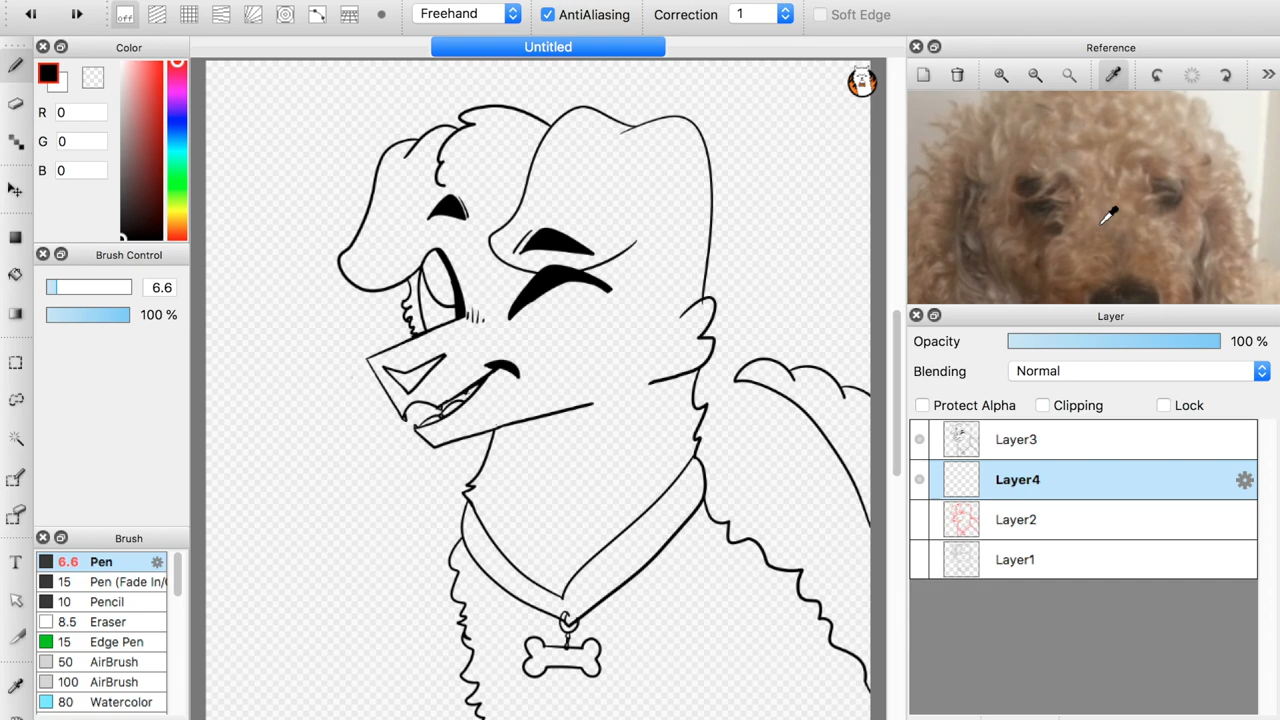 off
Freehand
AntiAliasing
Correction
1
Soft Edge
Color
Untitled
Reference
R 0
G 0
B 0
Brush Control
6.6
100 %
Layer
Opacity
100 %
Blending
Normal
Protect Alpha
Clipping
Lock
Layer3
Layer4
Layer2
Layer1
Brush
6.6 Pen
15 Pen (Fade In/
10 Pencil
8.5 Eraser
15 Edge Pen
50 AirBrush
100 AirBrush
80 Watercolor
T